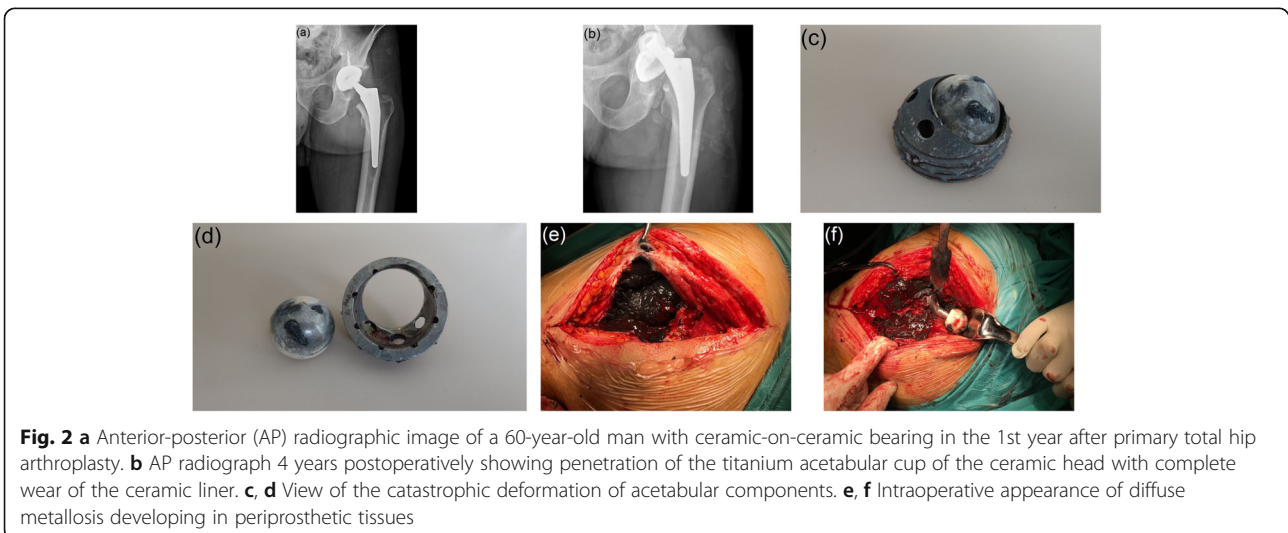 (a)
(b)
(c)
(d)
(e)
(f)
Fig. 2 a Anterior-posterior (AP) radiographic image of a 60-year-old man with ceramic-on-ceramic bearing in the 1st year after primary total hip
arthroplasty. b AP radiograph 4 years postoperatively showing penetration of the titanium acetabular cup of the ceramic head with complete
wear of the ceramic liner. c, d View of the catastrophic deformation of acetabular components. e, f Intraoperative appearance of diffuse
metallosis developing in periprosthetic tissues